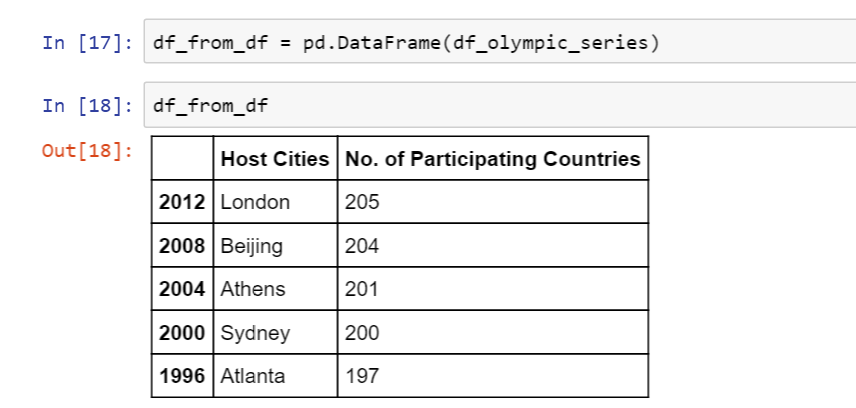 In [17]: df_from_df = pd.DataFrame(df_olympic_series)
In [18]: df_from_df
Out[18]:
Host Cities No. of Participating Countries
2012 London 205
2008 Beijing 204
2004 Athens 201
2000 Sydney 200
1996 Atlanta 197